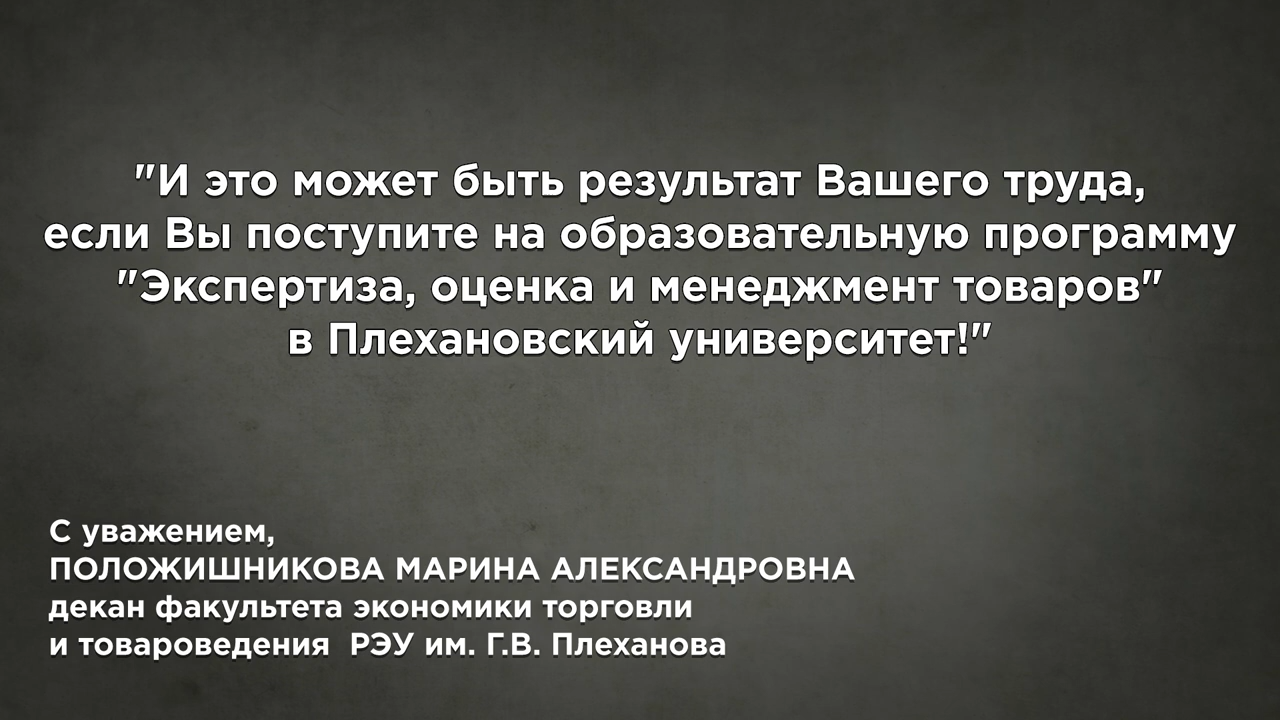 "И это может быть результат Вашего труда,
если Вы поступите на образовательную программу
"Экспертиза, оценка и менеджмент товаров"
в Плехановский университет!"
С уважением,
ПОЛОЖИШНИКОВА МАРИНА АЛЕКСАНДРОВНА
декан факультета экономики торговли
и товароведения РЭУ им. Г.В. Плеханова